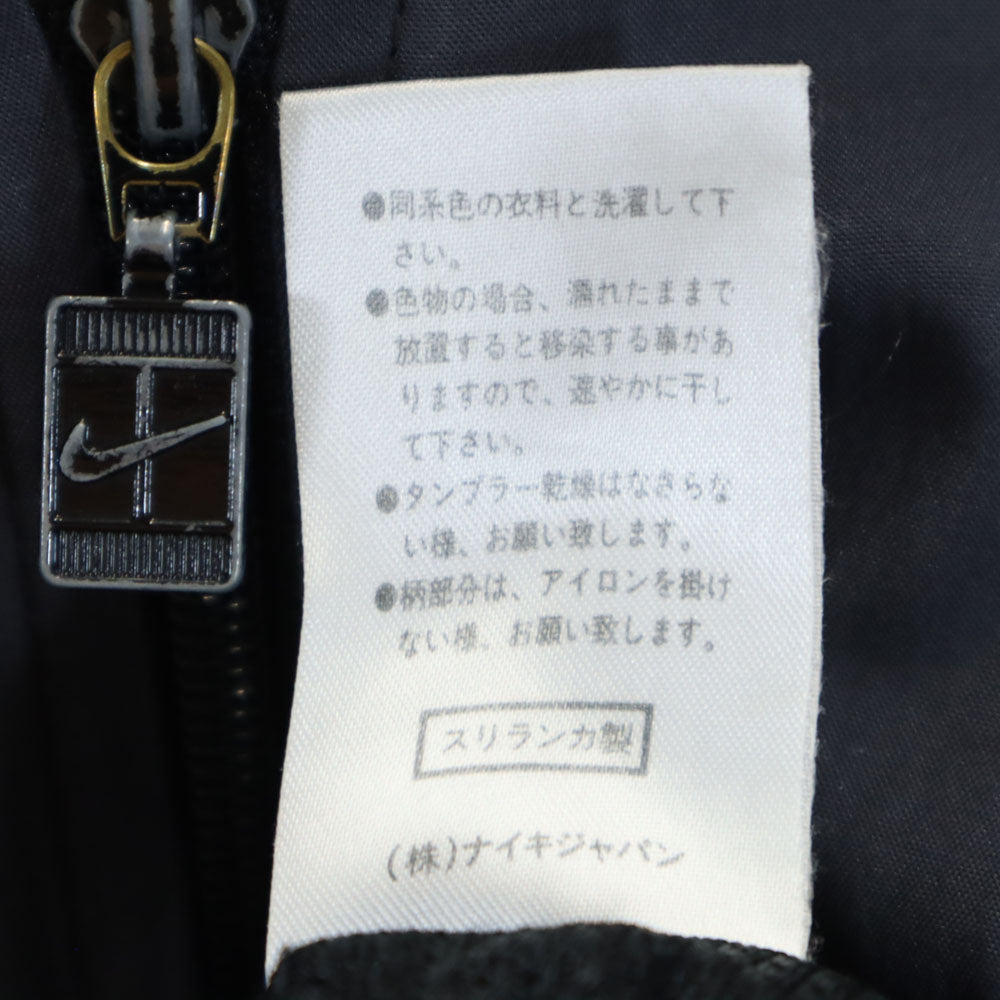 ●同系色の衣料と洗濯して下
さい。
●色物の場合、濡れたままで
放置すると移染する事があ
りますので、速やかに干し
て下さい。
●タンブラー乾燥はなさらな
い様、お願い致します。
●柄部分は、アイロンを掛け
ない様、お願い致します。
スリランカ製
(株)ナイキジャパン